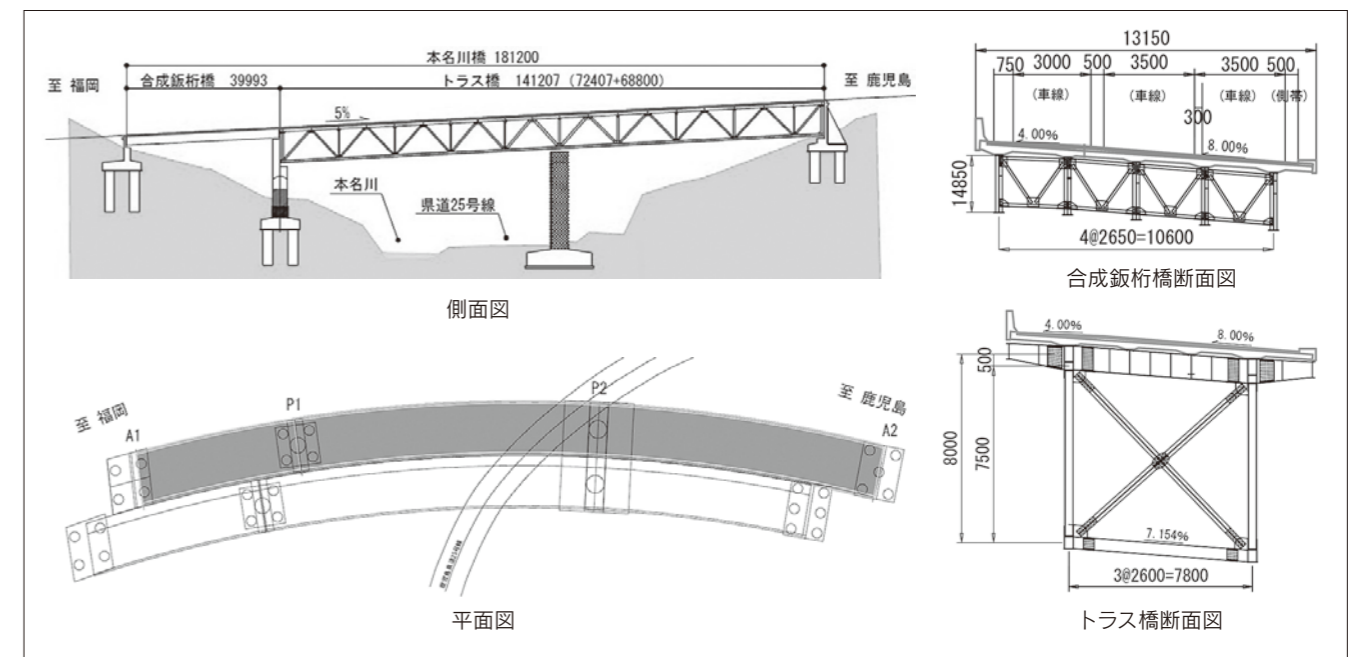 本名川橋 181200
至 福岡
合成鈑桁橋 39993
トラス橋 141207 (72407+68800)
至 鹿児島
5%
本名川
県道25号線
側面図
13150
750 3000 500 3500 3500 500
(車線) (車線) (車線) (側帯)
300
4.00%
8.00%
14850
4@2650=10600
合成鈑桁橋断面図
至 福岡
A1
P1
P2
至 鹿児島
A2
平面図
4.00%
8.00%
500
8000
7500
7.154%
3@2600=7800
トラス橋断面図